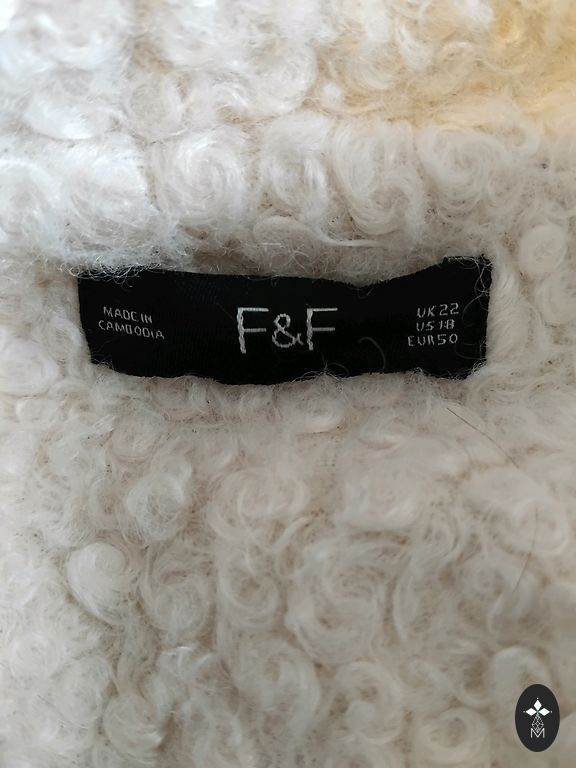 MADE IN
CAMBODIA
F&F
UK 22
US 18
EUR 50
M